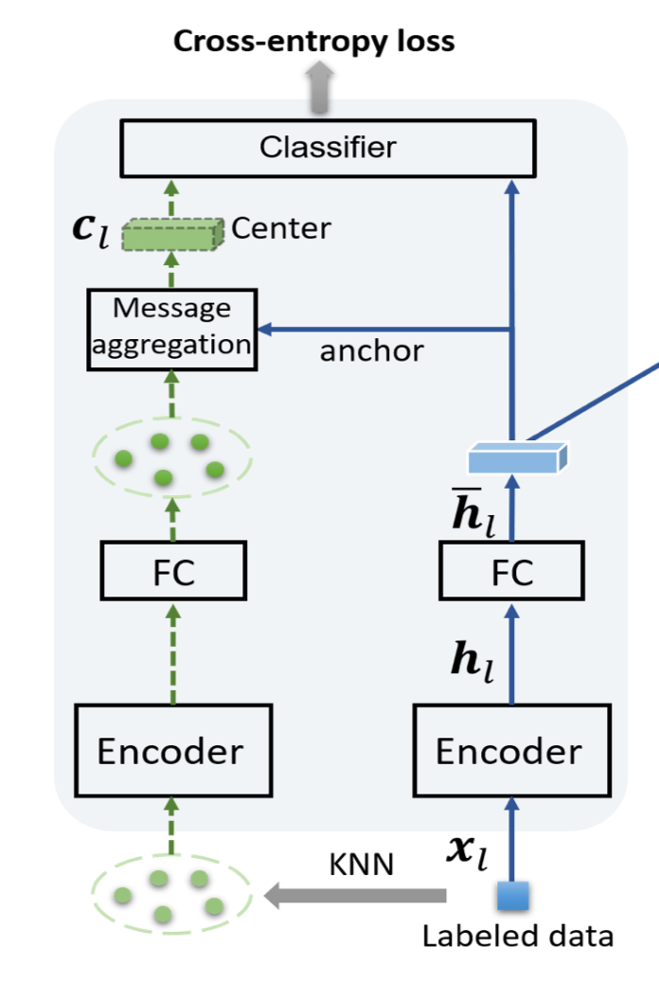 Cross-entropy loss
Classifier
c_l Center
Message
aggregation
anchor
h̅_l
FC FC
h_l
Encoder Encoder
KNN x_l
Labeled data